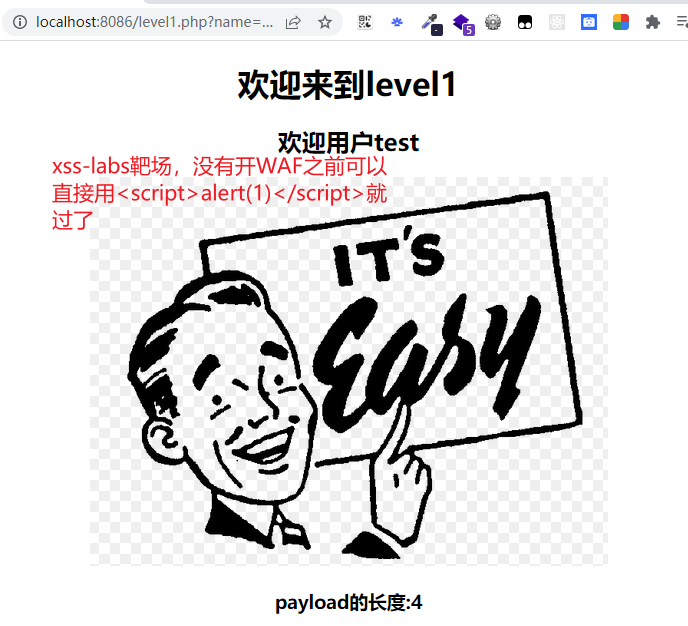 localhost:8086/level1.php?name=...
5
欢迎来到level1
欢迎用户test
xss-labs靶场，没有开WAF之前可以
直接用<script>alert(1)</script>就
过了
IT'S
Easy
payload的长度:4